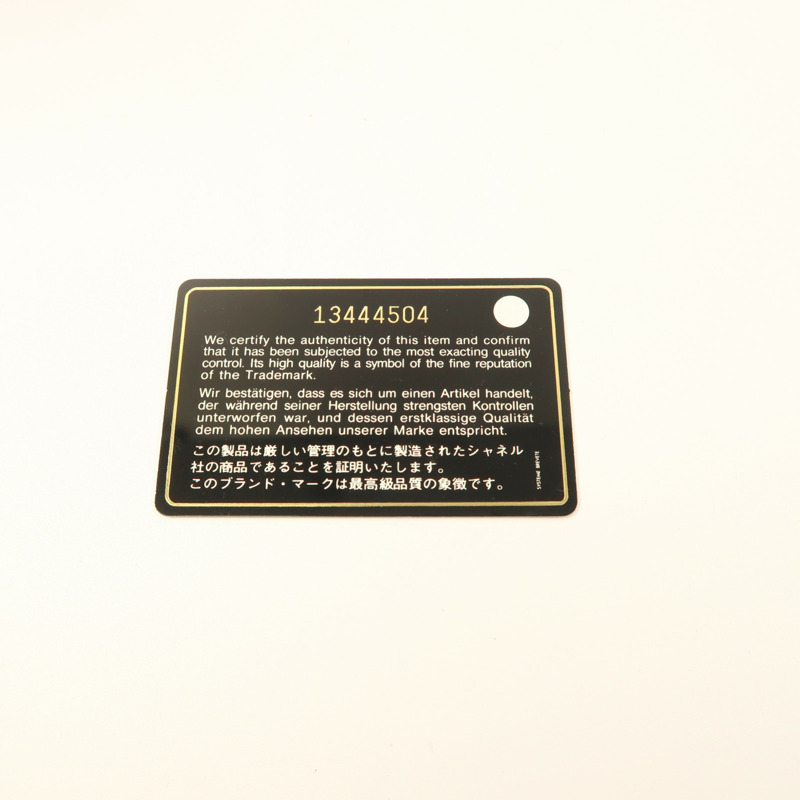 13444504
We certify the authenticity of this item and confirm
that it has been subjected to the most exacting quality
control. Its high quality is a symbol of the fine reputation
of the Trademark.
Wir bestätigen, dass es sich um einen Artikel handelt,
der während seiner Herstellung strengsten Kontrollen
unterworfen war, und dessen erstklassige Qualität
dem hohen Ansehen unserer Marke entspricht.
この製品は厳しい管理のもとに製造されたシャネル
社の商品であることを証明いたします。
このブランド・マークは最高級品質の象徴です。
SYSTEME BREVETE